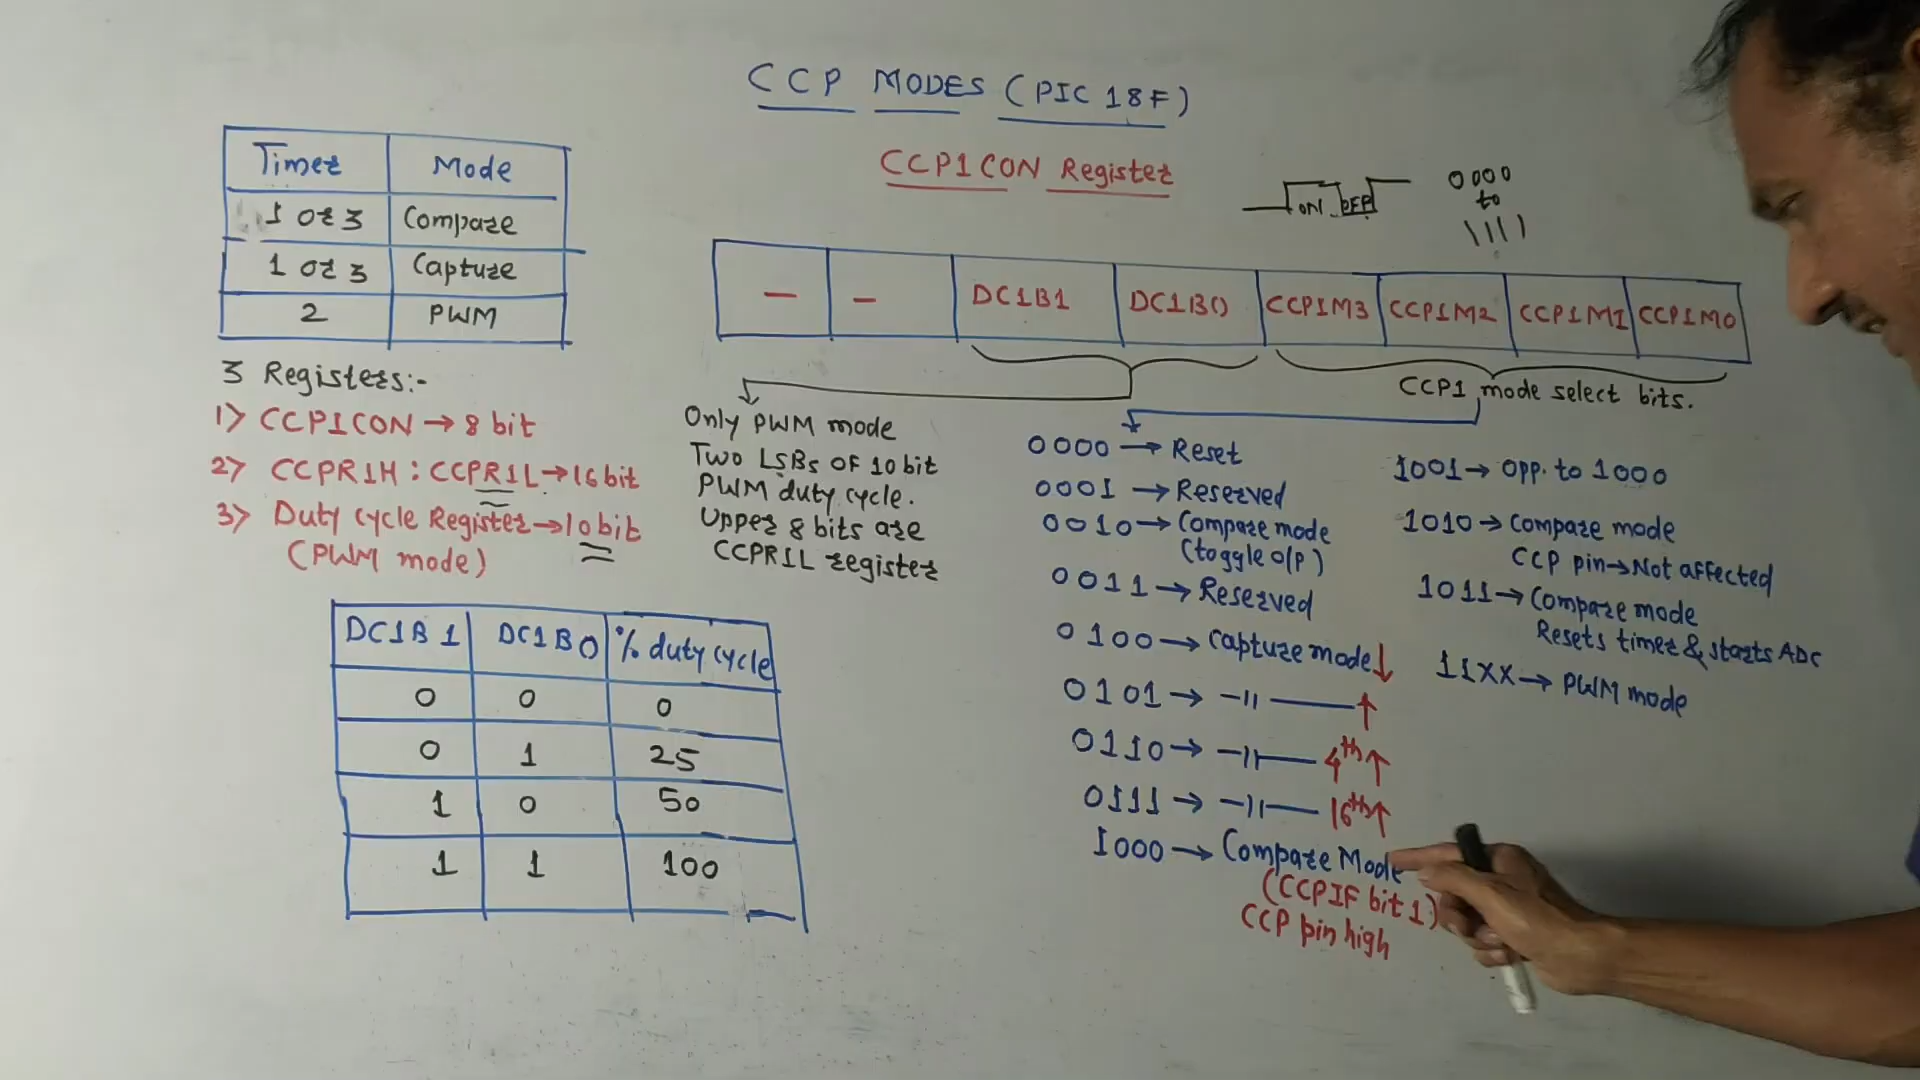 CCP MODES (PIC 18F)
Timer Mode
1 or 3 Compare
1 or 3 Capture
2 PWM
3 Registers:-
1) CCP1CON → 8 bit
2) CCPR1H : CCPR1L → 16 bit
3) Duty cycle Register → 10 bit
(PWM mode)
CCP1CON Register
ON OFF
0000
to
1111
— — DC1B1 DC1B0 CCP1M3 CCP1M2 CCP1M1 CCP1M0
Only PWM mode
Two LSBs OF 10 bit
PWM duty cycle.
Upper 8 bits are
CCPR1L register
CCP1 mode select bits.
0000 → Reset
0001 → Reserved
0010 → Compare mode
(toggle o/p)
0011 → Reserved
0100 → Capture mode ↓
0101 → –11— ↑
0110 → –11— 4th ↑
0111 → –11— 16th ↑
1000 → Compare Mode
(CCPIF bit 1)
CCP pin high
1001 → Opp. to 1000
1010 → Compare mode
CCP pin → Not affected
1011 → Compare mode
Resets timer & starts ADC
11XX → PWM mode
DC1B1 DC1B0 % duty cycle
0 0 0
0 1 25
1 0 50
1 1 100